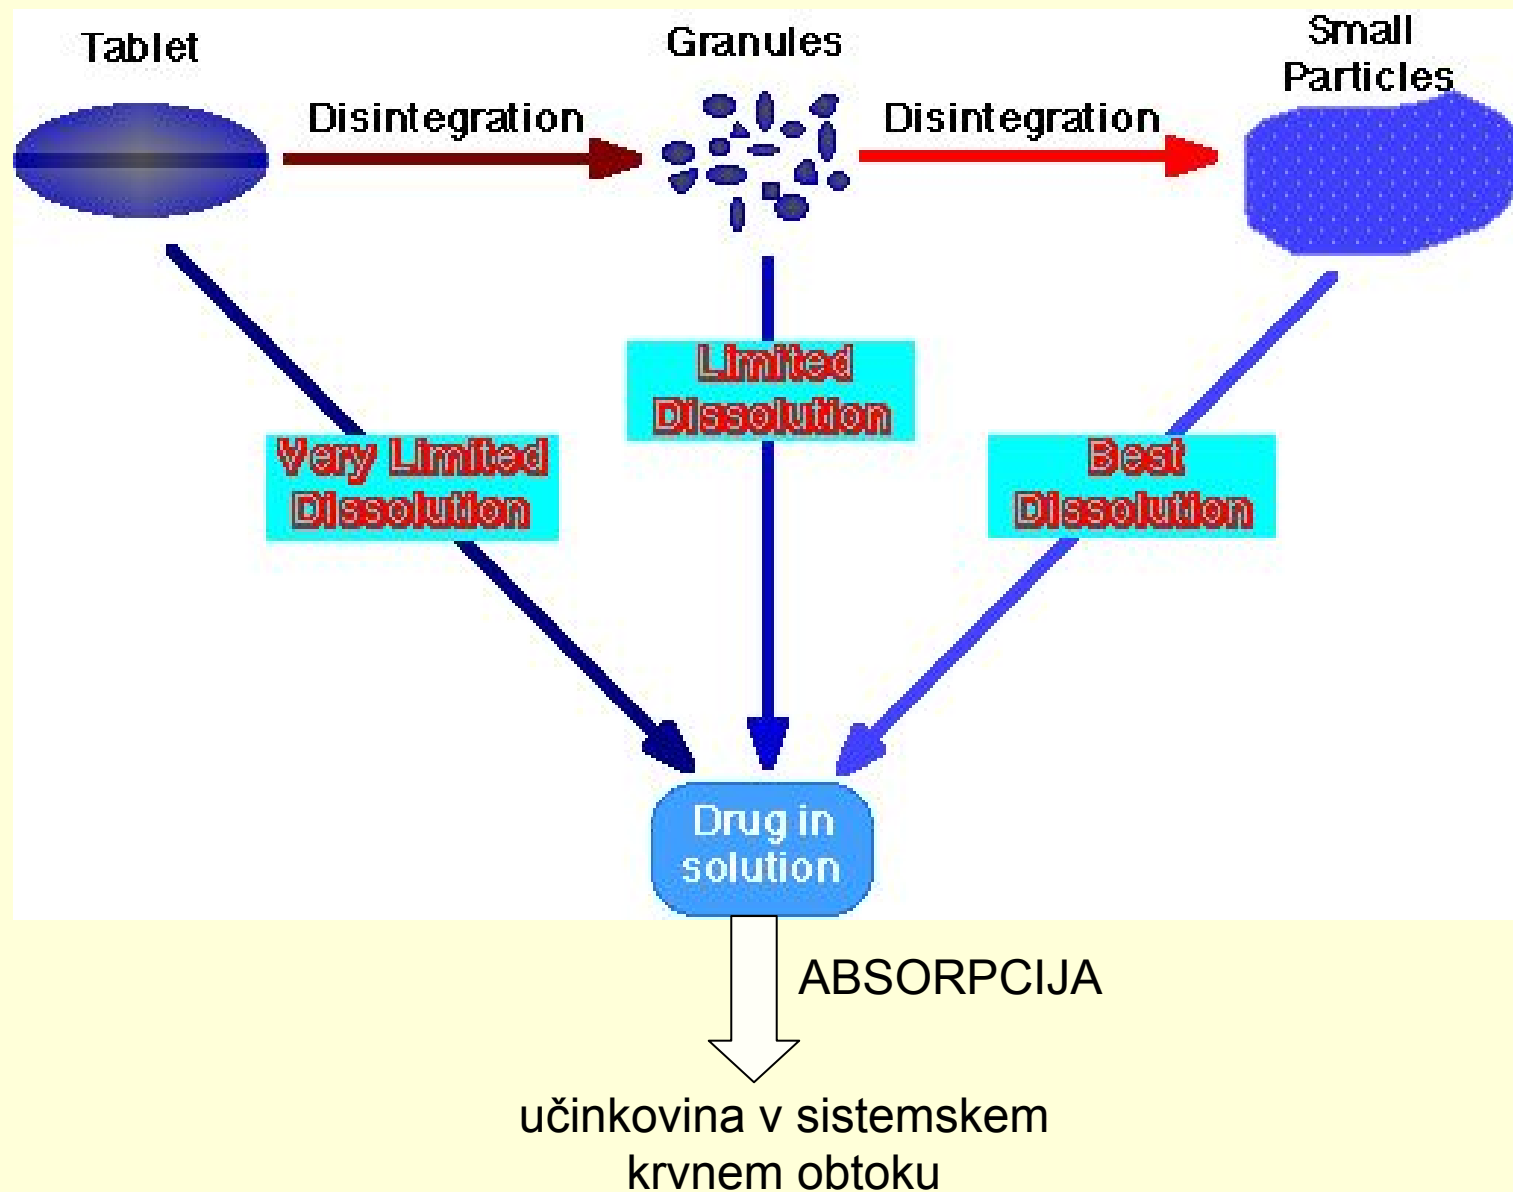 Tablet
Granules
Small
Particles
Disintegration
Disintegration
Limited
Dissolution
Very Limited
Dissolution
Best
Dissolution
Drug in
solution
ABSORPCIJA
učinkovina v sistemskem
krvnem obtoku